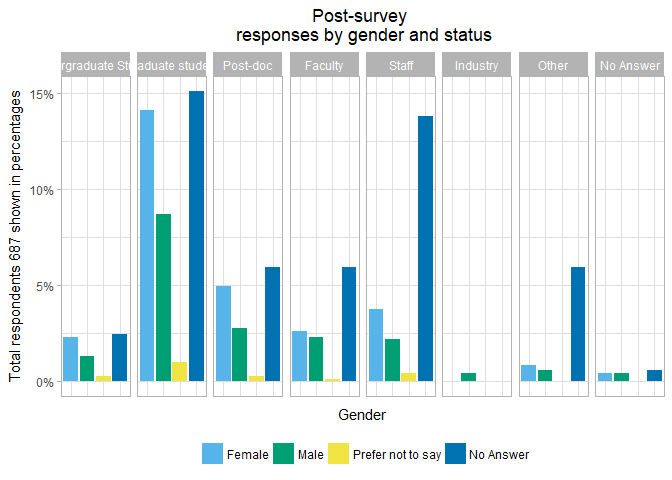 Post-survey
responses by gender and status
rgraduate Stu
aduate stude
Post-doc
Faculty
Staff
Industry
Other
No Answer
Total respondents 687 shown in percentages
15%
10%
5%
0%
Gender
Female
Male
Prefer not to say
No Answer